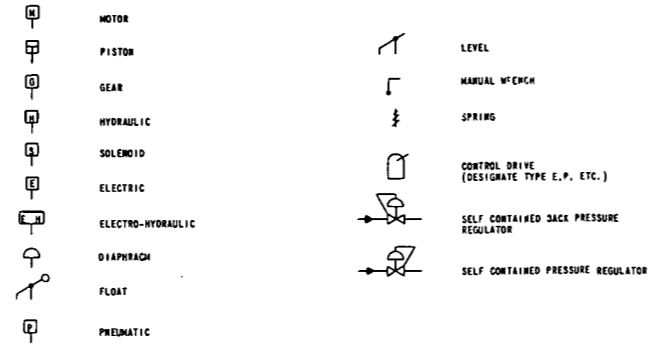 M MOTOR
PISTON
G GEAR
H HYDRAULIC
S SOLENOID
E ELECTRIC
E H ELECTRO-HYDRAULIC
DIAPHRAGM
FLOAT
P PNEUMATIC
LEVEL
MANUAL WRENCH
SPRING
CONTROL DRIVE
(DESIGNATE TYPE E.P. ETC.)
SELF CONTAINED BACK PRESSURE
REGULATOR
SELF CONTAINED PRESSURE REGULATOR